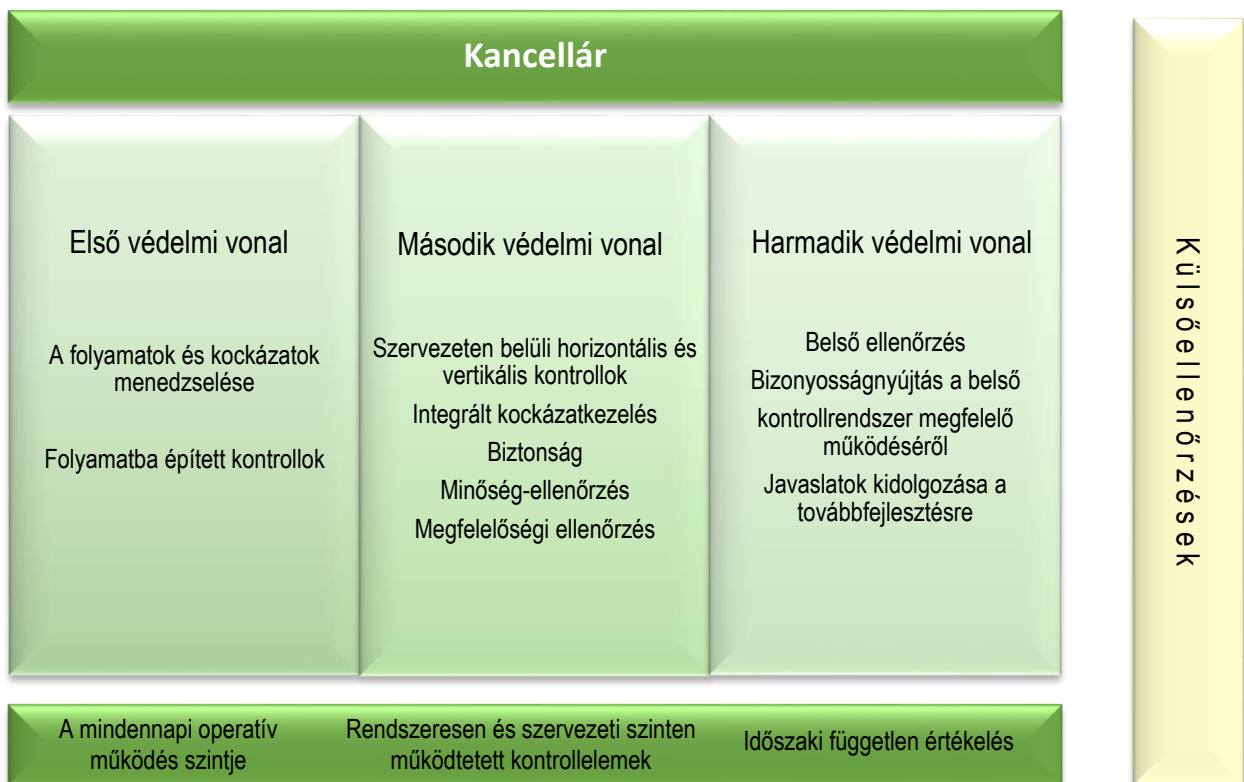 Kancellár
Első védelmi vonal
A folyamatok és kockázatok
menedzselése
Folyamatba épített kontrollok
Második védelmi vonal
Szervezeten belüli horizontális és
vertikális kontrollok
Integrált kockázatkezelés
Biztonság
Minőség-ellenőrzés
Megfelelőségi ellenőrzés
Harmadik védelmi vonal
Belső ellenőrzés
Bizonyosságnyújtás a belső
kontrollrendszer megfelelő
működéséről
Javaslatok kidolgozása a
továbbfejlesztésre
A mindennapi operatív
működés szintje
Rendszeresen és szervezeti szinten
működtetett kontrollelemek
Időszaki független értékelés
Külsőellenőrzések